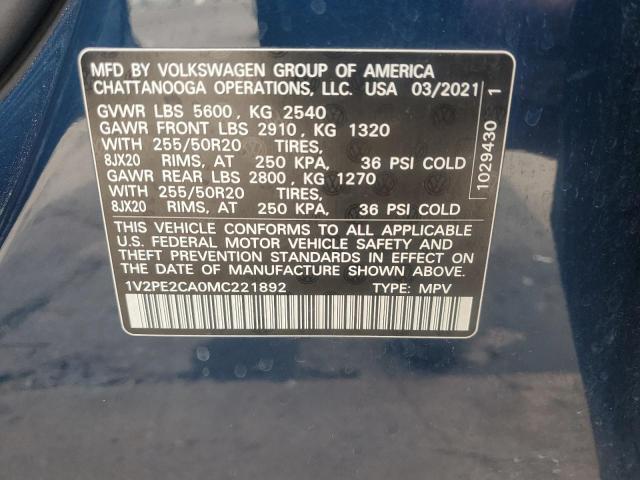 MFD BY VOLKSWAGEN GROUP OF AMERICA
CHATTANOOGA OPERATIONS, LLC. USA 03/2021
GVWR LBS 5600, KG 2540
GAWR FRONT LBS 2910, KG 1320
WITH 255/50R20 TIRES,
8JX20 RIMS, AT 250 KPA, 36 PSI COLD
GAWR REAR LBS 2800, KG 1270
WITH 255/50R20 TIRES,
8JX20 RIMS, AT 250 KPA, 36 PSI COLD
THIS VEHICLE CONFORMS TO ALL APPLICABLE
U.S. FEDERAL MOTOR VEHICLE SAFETY AND
THEFT PREVENTION STANDARDS IN EFFECT ON
THE DATE OF MANUFACTURE SHOWN ABOVE.
1V2PE2CA0MC221892 TYPE: MPV
1029430 1